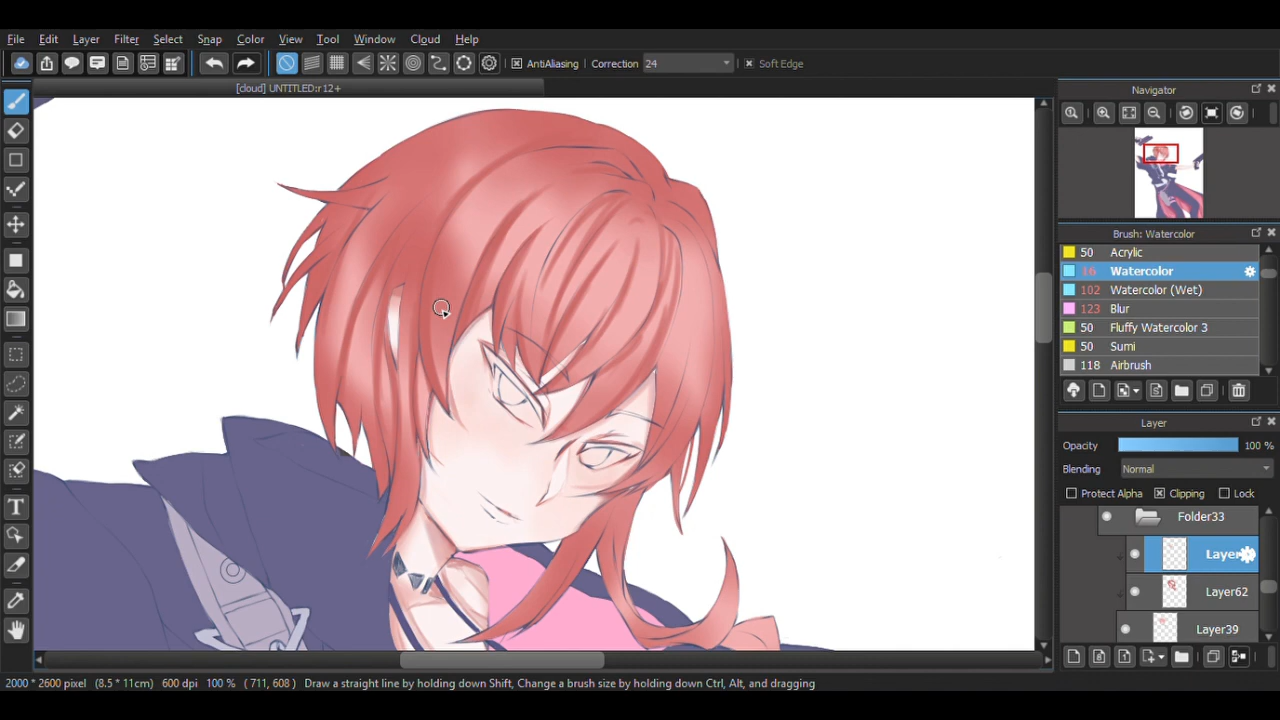 File Edit Layer Filter Select Snap Color View Tool Window Cloud Help
AntiAliasing Correction 24 Soft Edge
[cloud] UNTITLED:r12+
Navigator
Brush: Watercolor
50 Acrylic
16 Watercolor
102 Watercolor (Wet)
123 Blur
50 Fluffy Watercolor 3
50 Sumi
118 Airbrush
Layer
Opacity 100 %
Blending Normal
Protect Alpha Clipping Lock
Folder33
Layer
Layer62
Layer39
2000 * 2600 pixel (8.5 * 11cm) 600 dpi 100 % ( 711, 608 ) Draw a straight line by holding down Shift, Change a brush size by holding down Ctrl, Alt, and dragging